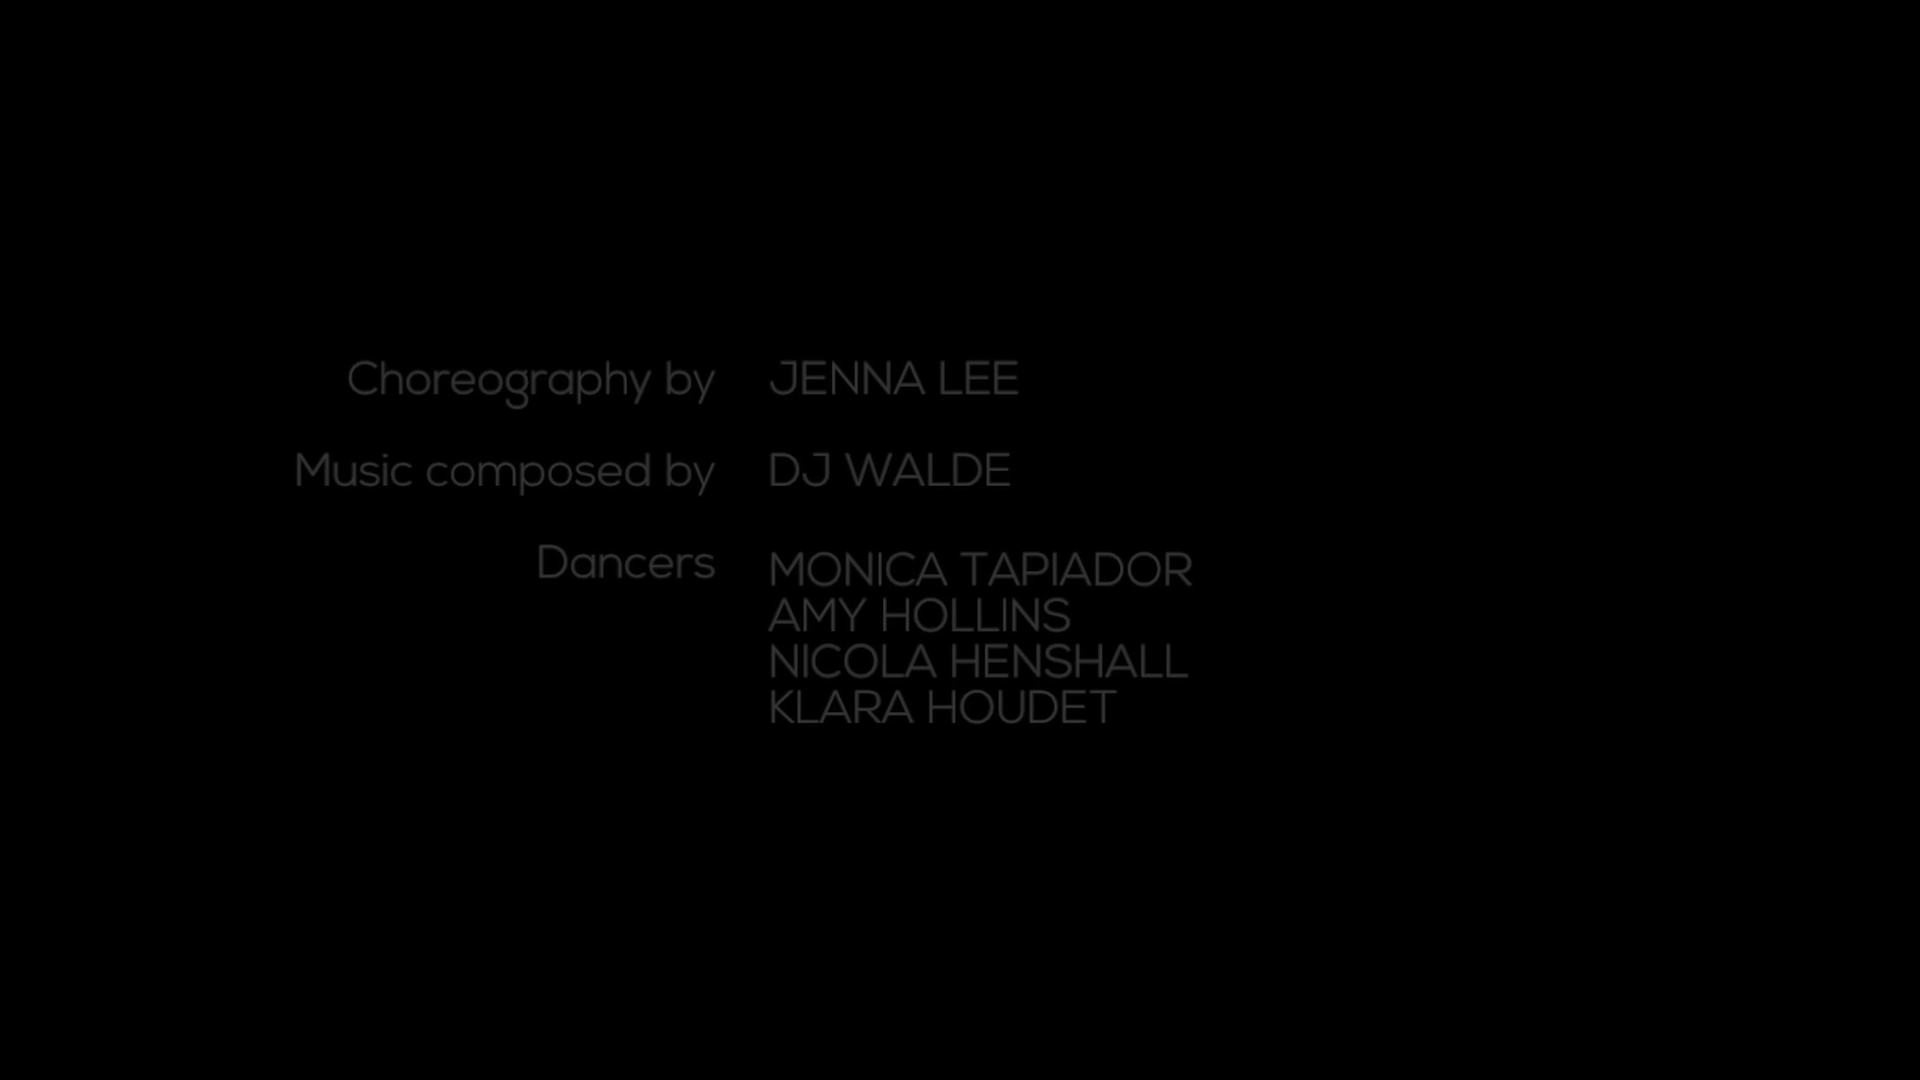 Choreography by JENNA LEE
Music composed by DJ WALDE
Dancers MONICA TAPIADOR
AMY HOLLINS
NICOLA HENSHALL
KLARA HOUDET